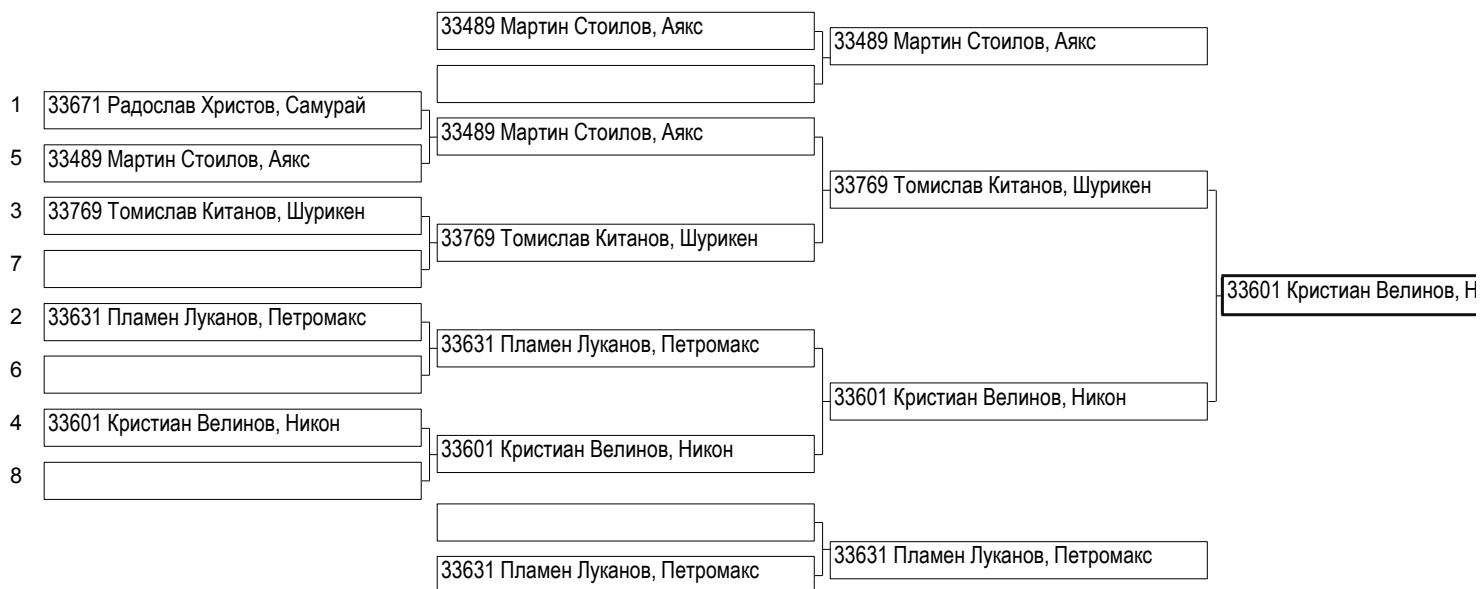 33489 Мартин Стоилов, Аякс
33489 Мартин Стоилов, Аякс
1 33671 Радослав Христов, Самурай
33489 Мартин Стоилов, Аякс
5 33489 Мартин Стоилов, Аякс
33769 Томислав Китанов, Шурикен
3 33769 Томислав Китанов, Шурикен
33769 Томислав Китанов, Шурикен
7
33601 Кристиан Велинов, Н
2 33631 Пламен Луканов, Петромакс
33631 Пламен Луканов, Петромакс
6
33601 Кристиан Велинов, Никон
4 33601 Кристиан Велинов, Никон
33601 Кристиан Велинов, Никон
8
33631 Пламен Луканов, Петромакс
33631 Пламен Луканов, Петромакс